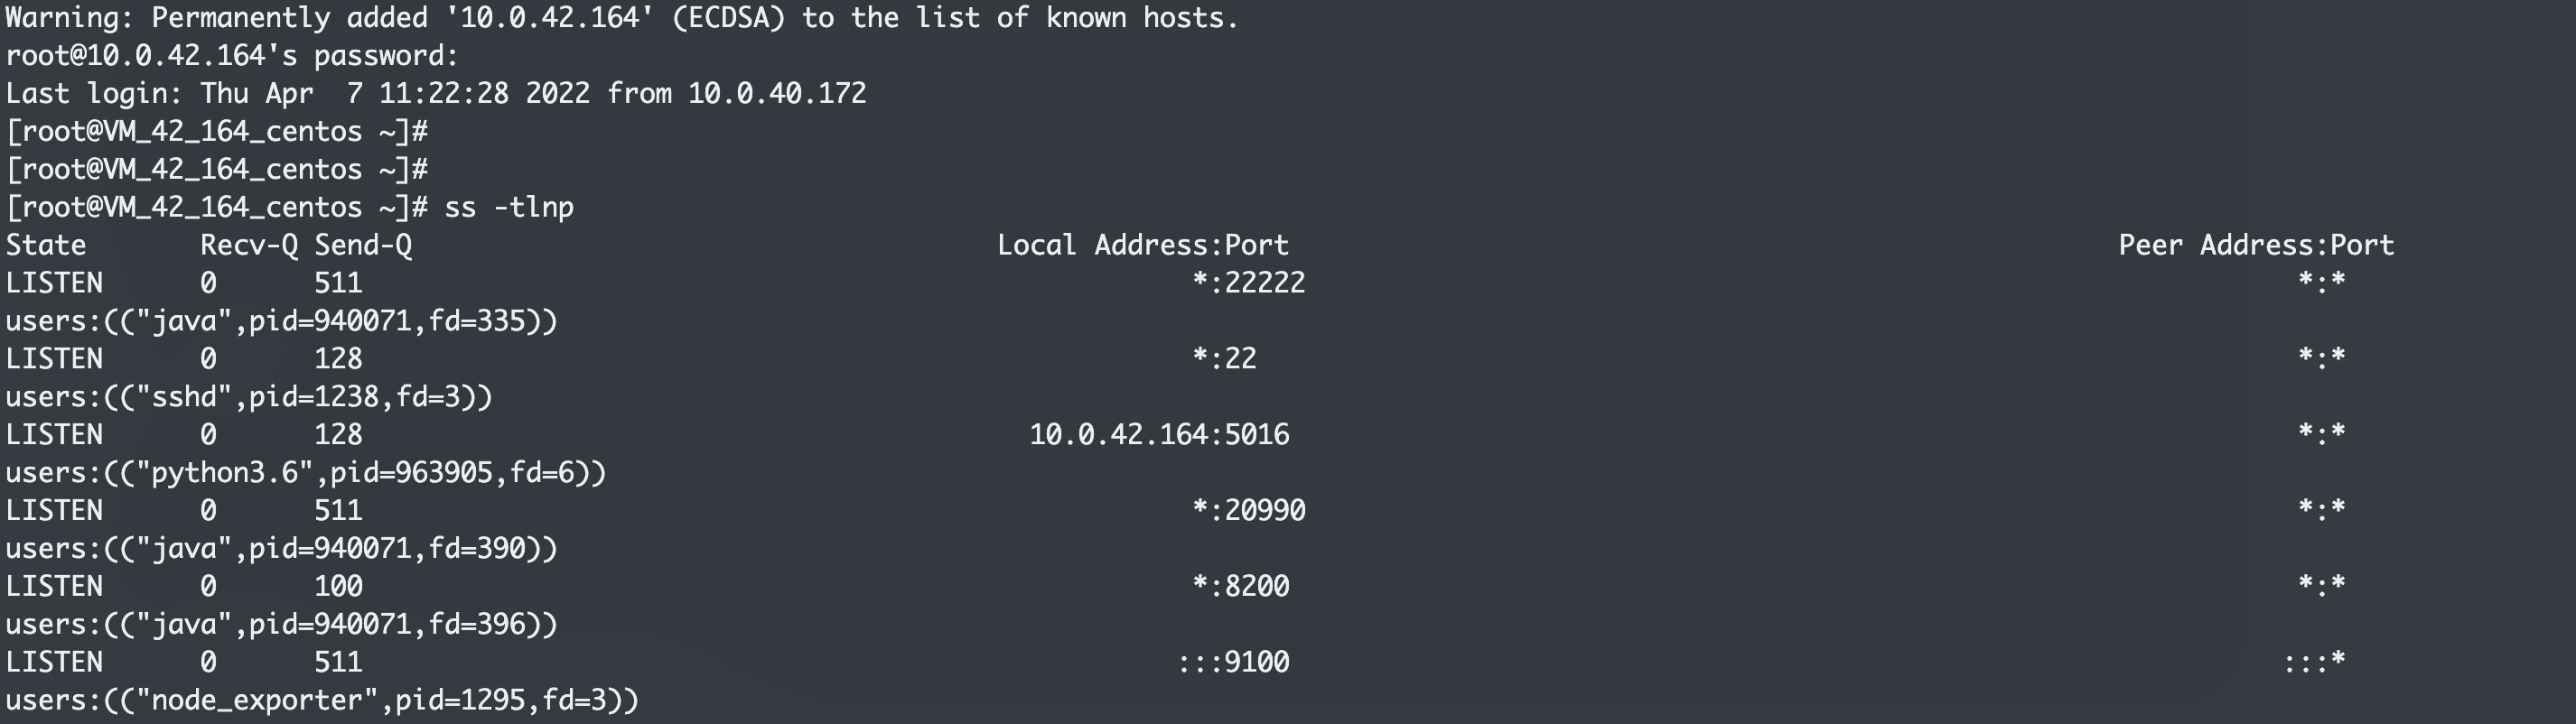 Warning: Permanently added '10.0.42.164' (ECDSA) to the list of known hosts.
root@10.0.42.164's password:
Last login: Thu Apr  7 11:22:28 2022 from 10.0.40.172
[root@VM_42_164_centos ~]#
[root@VM_42_164_centos ~]#
[root@VM_42_164_centos ~]# ss -tlnp
State       Recv-Q Send-Q                                    Local Address:Port                                                   Peer Address:Port
LISTEN      0      511                                                   *:22222                                                             *:*
users:(("java",pid=940071,fd=335))
LISTEN      0      128                                                   *:22                                                                *:*
users:(("sshd",pid=1238,fd=3))
LISTEN      0      128                                         10.0.42.164:5016                                                              *:*
users:(("python3.6",pid=963905,fd=6))
LISTEN      0      511                                                   *:20990                                                             *:*
users:(("java",pid=940071,fd=390))
LISTEN      0      100                                                   *:8200                                                              *:*
users:(("java",pid=940071,fd=396))
LISTEN      0      511                                                  :::9100                                                             :::*
users:(("node_exporter",pid=1295,fd=3))